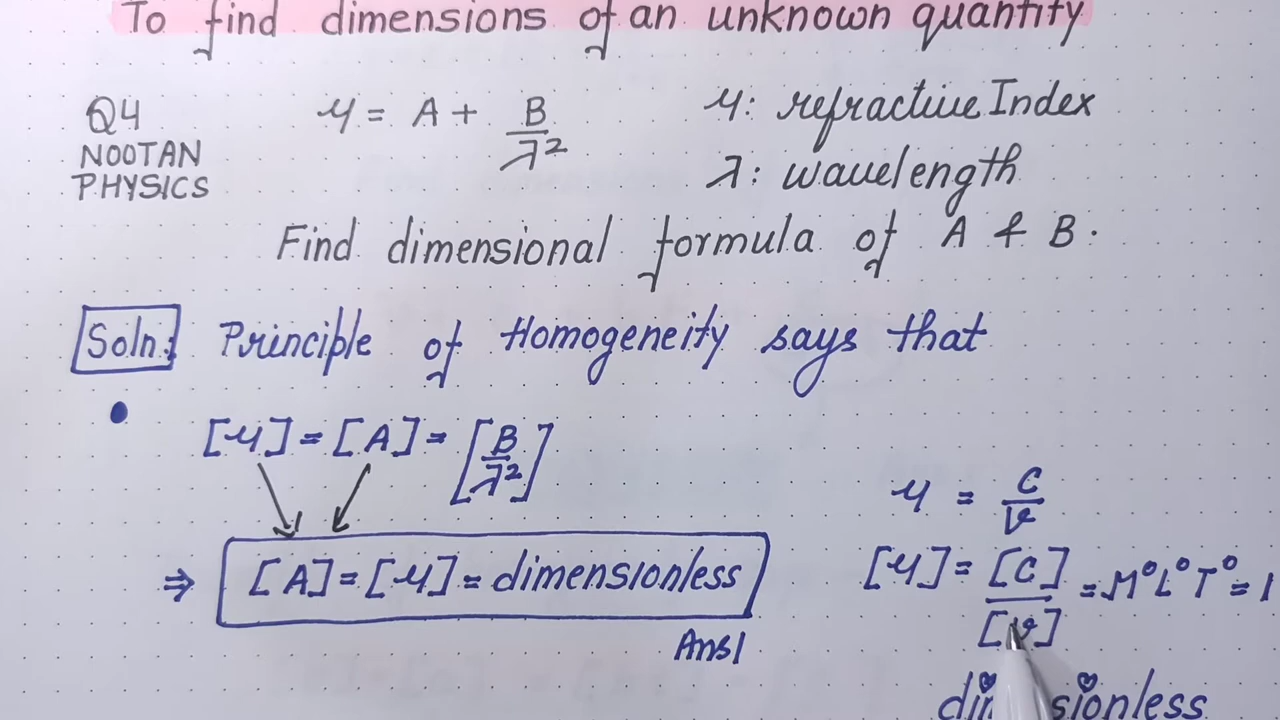 To find dimensions of an unknown quantity
Q4
NOOTAN
PHYSICS
μ = A + B/λ²
μ: refractive Index
λ: wavelength
Find dimensional formula of A & B.
Soln: Principle of Homogeneity says that
[μ] = [A] = [B/λ²]
⇒ [A] = [μ] = dimensionless
Ans1
μ = c/v
[μ] = [c]/[v] = M⁰L⁰T⁰ = 1
dimensionless